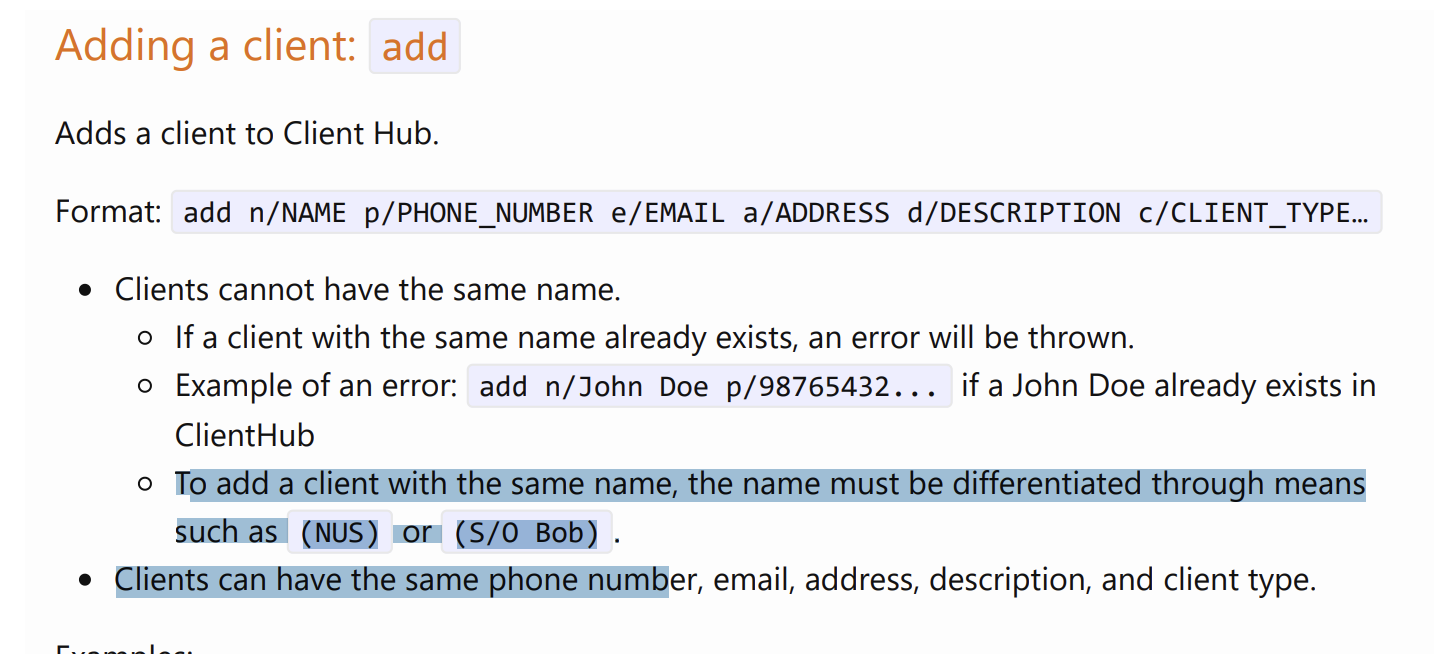 Adding a client: add
Adds a client to Client Hub.
Format: add n/NAME p/PHONE_NUMBER e/EMAIL a/ADDRESS d/DESCRIPTION c/CLIENT_TYPE…
Clients cannot have the same name.
If a client with the same name already exists, an error will be thrown.
Example of an error: add n/John Doe p/98765432... if a John Doe already exists in
ClientHub
To add a client with the same name, the name must be differentiated through means
such as (NUS) or (S/O Bob).
Clients can have the same phone number, email, address, description, and client type.
Examples: